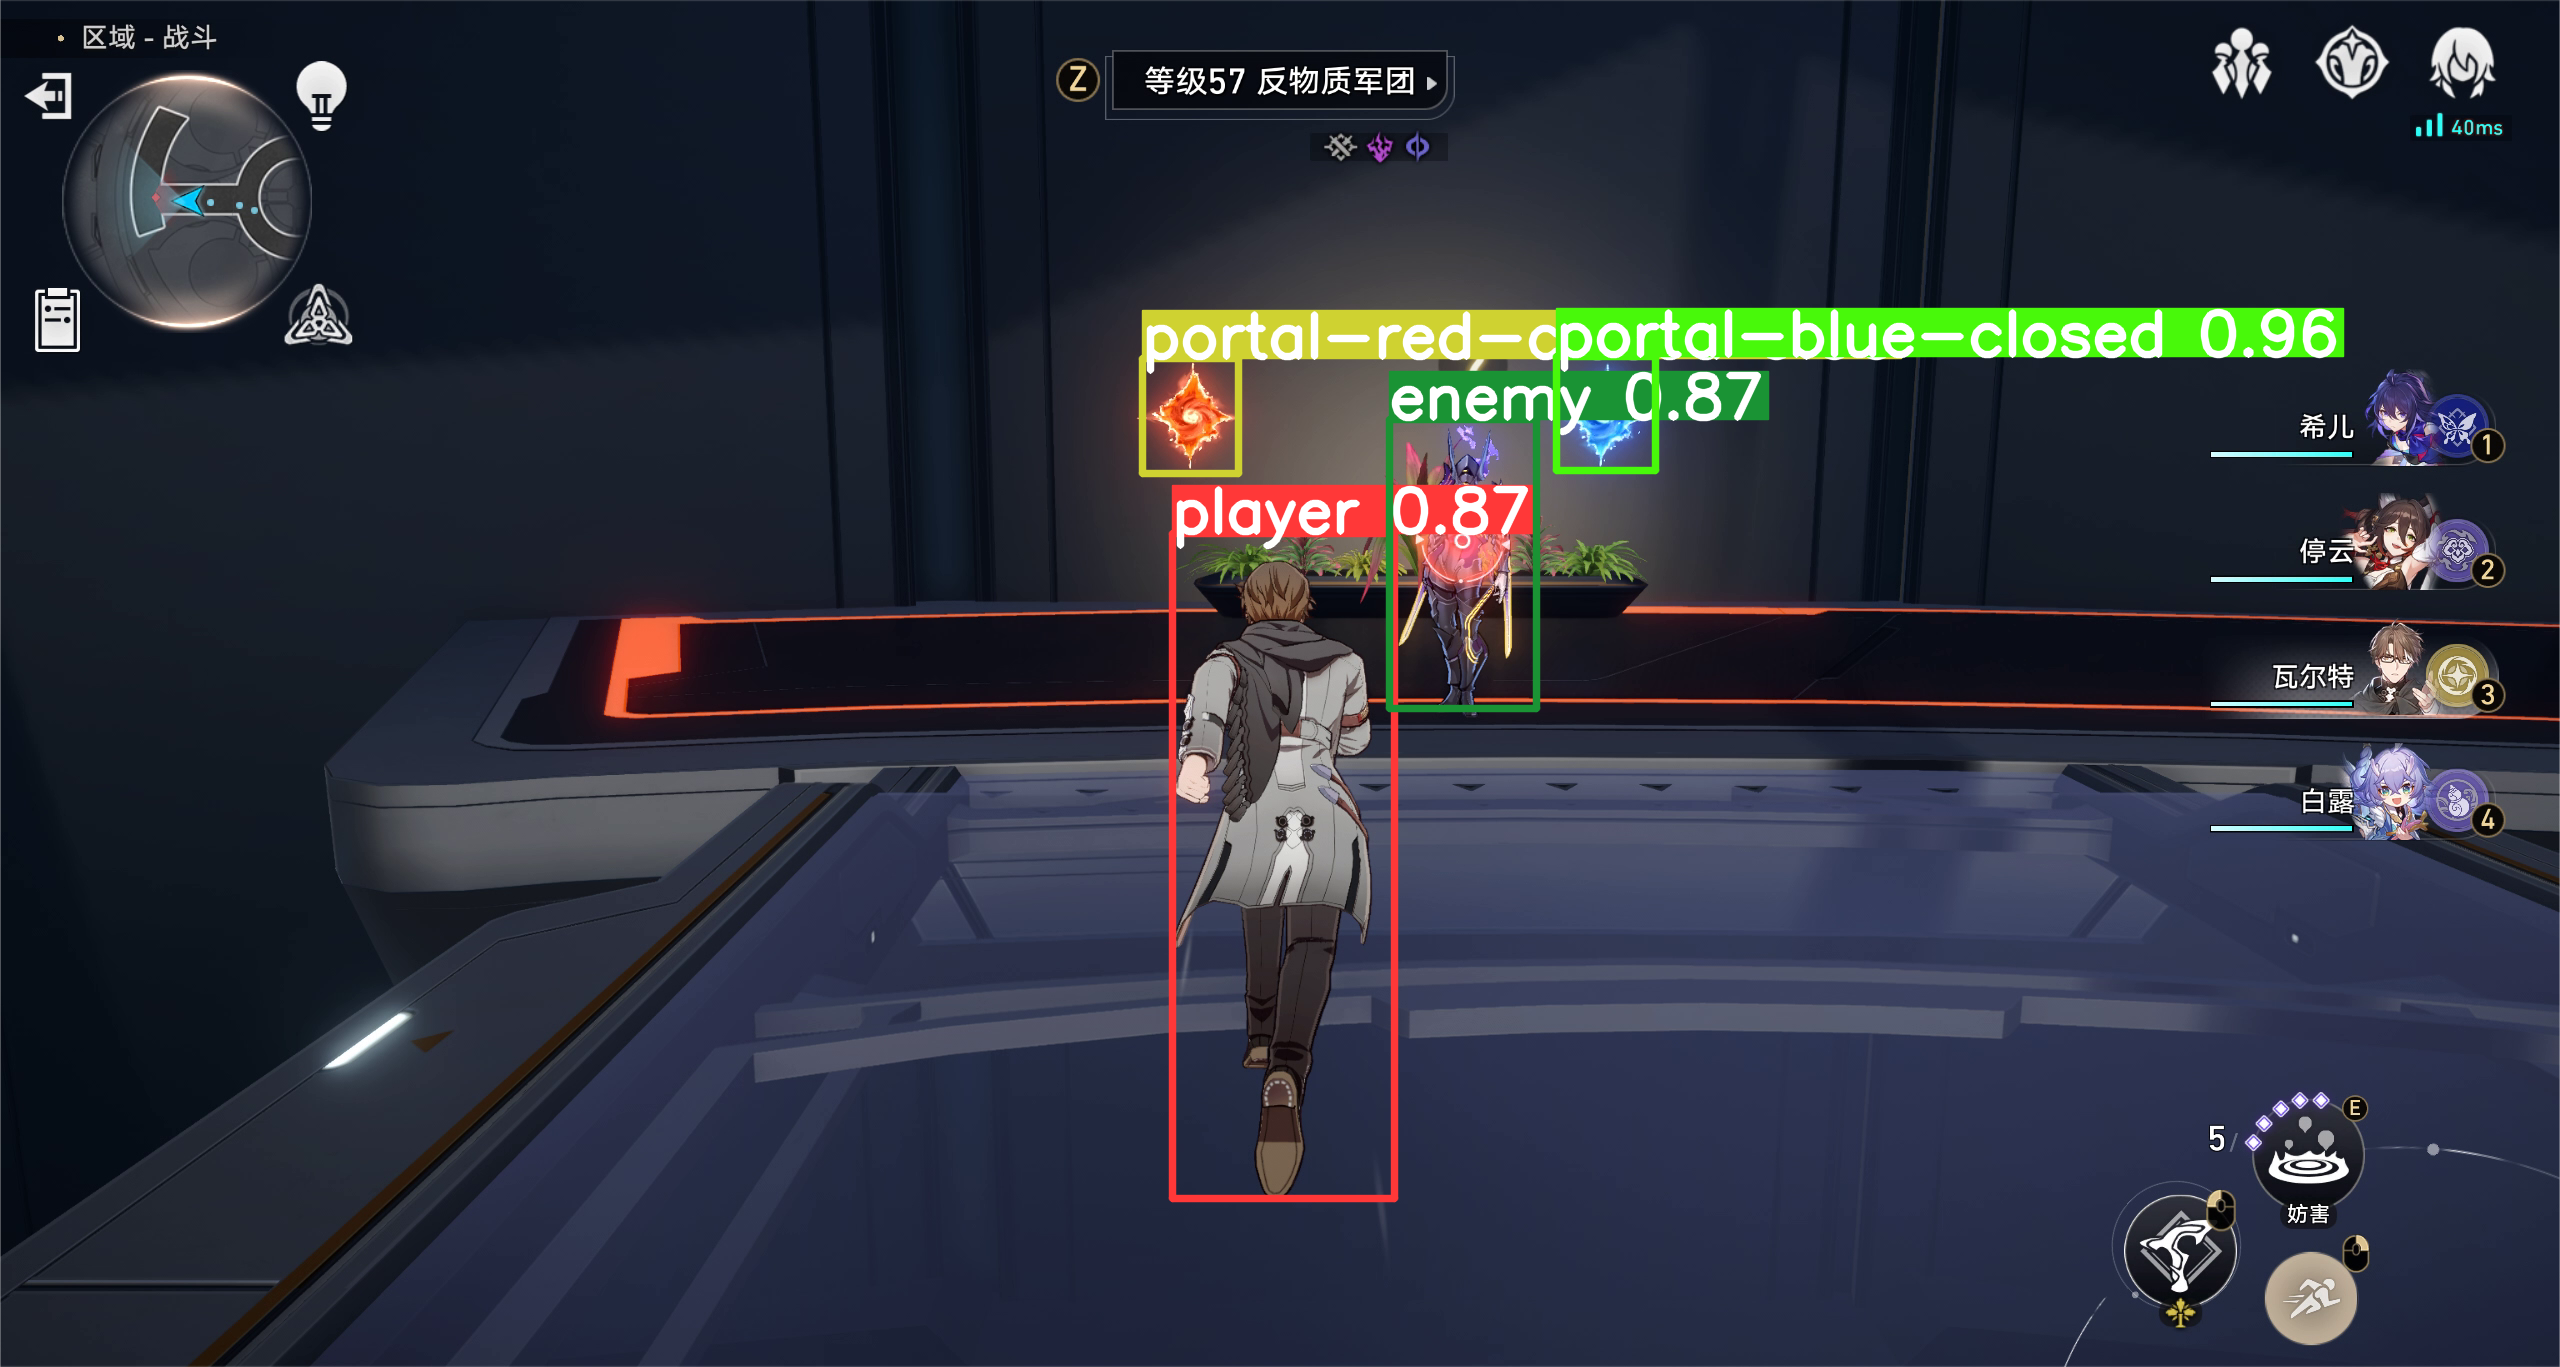 区域 - 战斗
Z 等级57 反物质军团
40ms
portal-red-c
portal-blue-closed 0.96
enemy 0.87
player 0.87
希儿 1
停云 2
瓦尔特 3
白露 4
E
5/
妨害